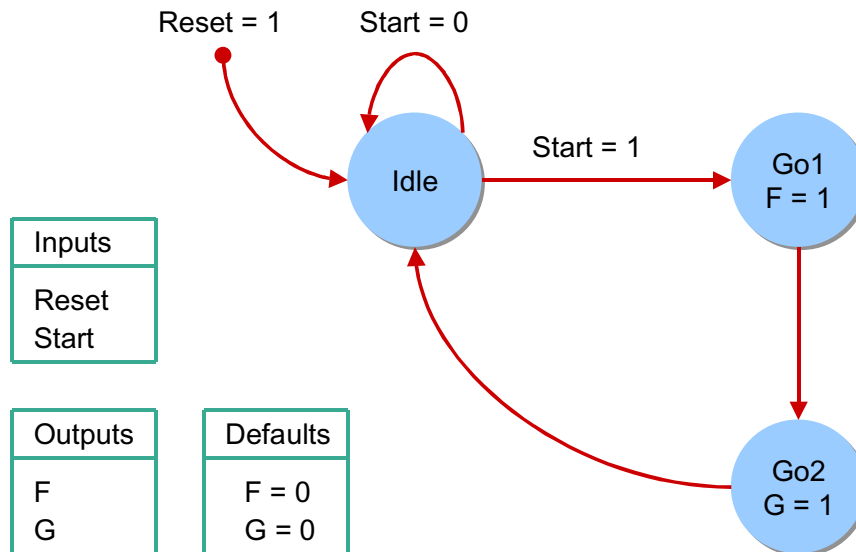 Reset = 1
Start = 0
Idle
Start = 1
Go1
F = 1
Inputs
Reset
Start
Outputs
F
G
Defaults
F = 0
G = 0
Go2
G = 1